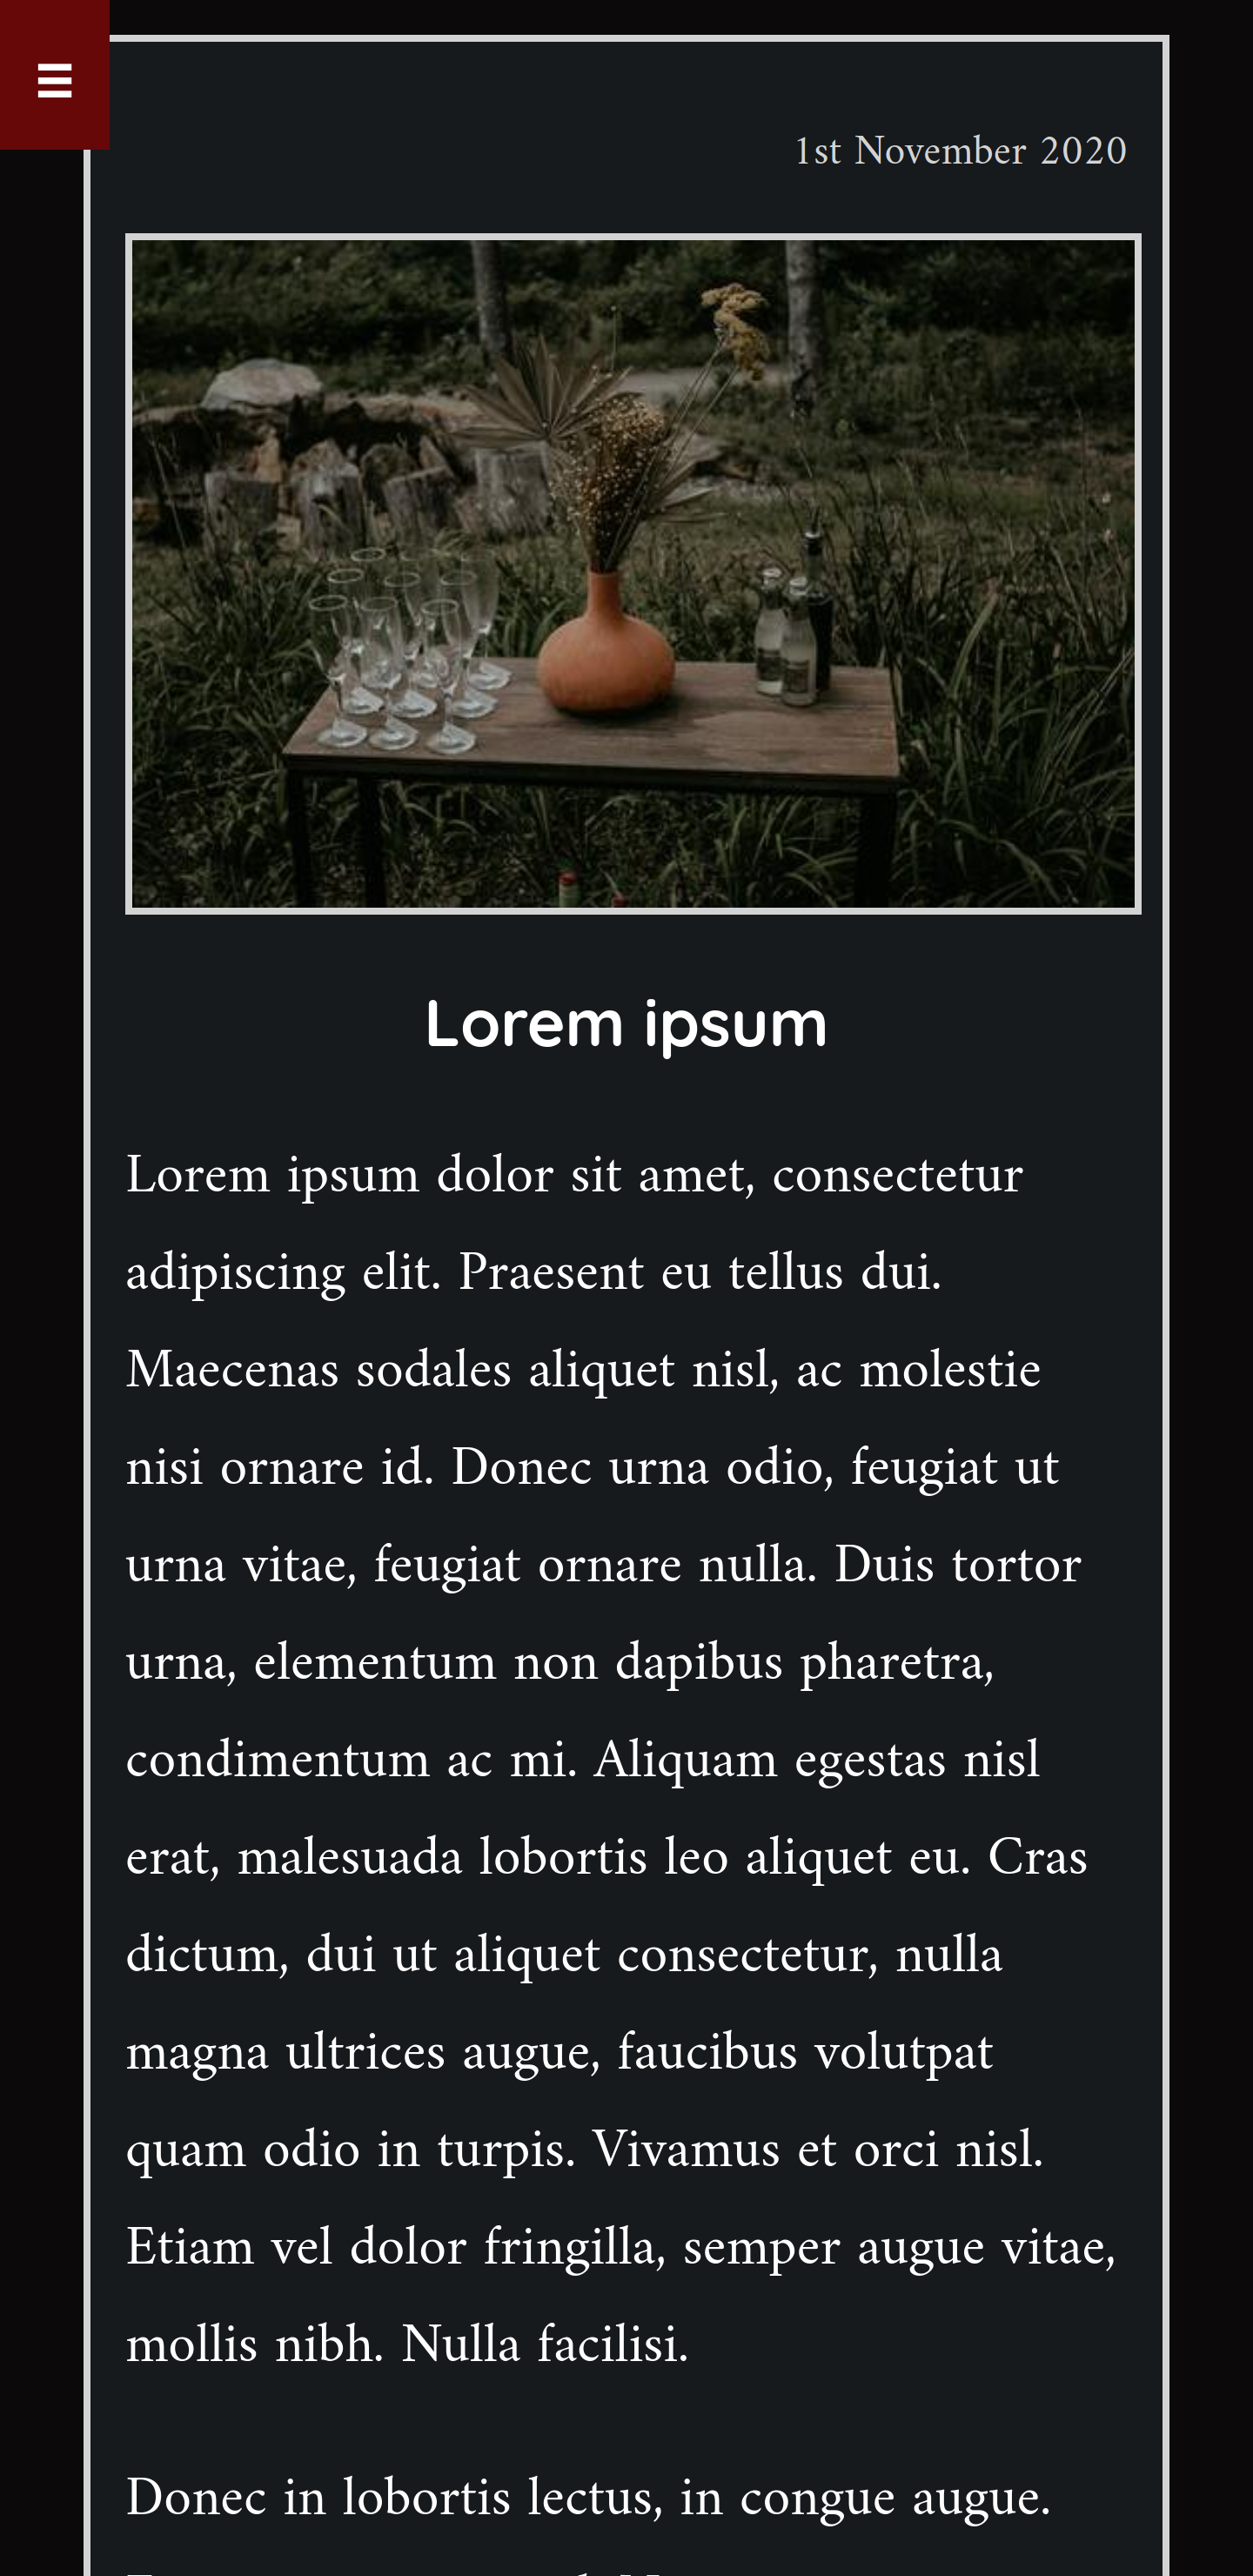 1st November 2020
Lorem ipsum
Lorem ipsum dolor sit amet, consectetur
adipiscing elit. Praesent eu tellus dui.
Maecenas sodales aliquet nisl, ac molestie
nisi ornare id. Donec urna odio, feugiat ut
urna vitae, feugiat ornare nulla. Duis tortor
urna, elementum non dapibus pharetra,
condimentum ac mi. Aliquam egestas nisl
erat, malesuada lobortis leo aliquet eu. Cras
dictum, dui ut aliquet consectetur, nulla
magna ultrices augue, faucibus volutpat
quam odio in turpis. Vivamus et orci nisl.
Etiam vel dolor fringilla, semper augue vitae,
mollis nibh. Nulla facilisi.
Donec in lobortis lectus, in congue augue.